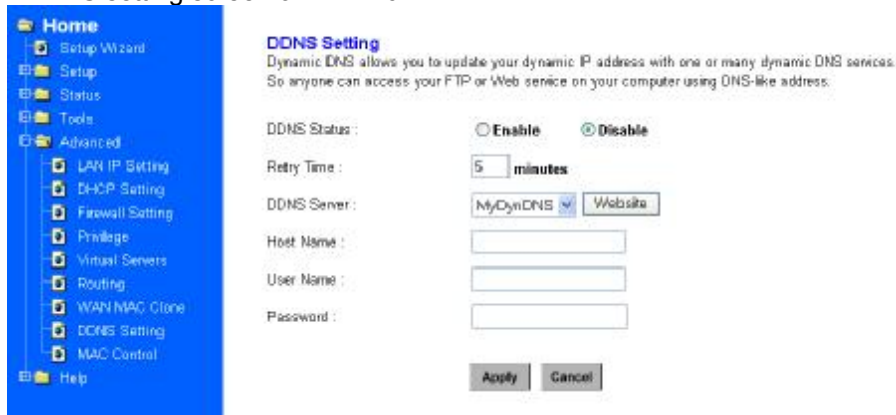 Home
Setup Wizard
Setup
Status
Tools
Advanced
LAN IP Setting
DHCP Setting
Firewall Setting
Privilege
Virtual Servers
Routing
WAN MAC Clone
DDNS Setting
MAC Control
Help
DDNS Setting
Dynamic DNS allows you to update your dynamic IP address with one or many dynamic DNS services.
So anyone can access your FTP or Web service on your computer using DNS-like address.
DDNS Status : Enable Disable
Retry Time : 5 minutes
DDNS Server : MyDynDNS Website
Host Name :
User Name :
Password :
Apply Cancel